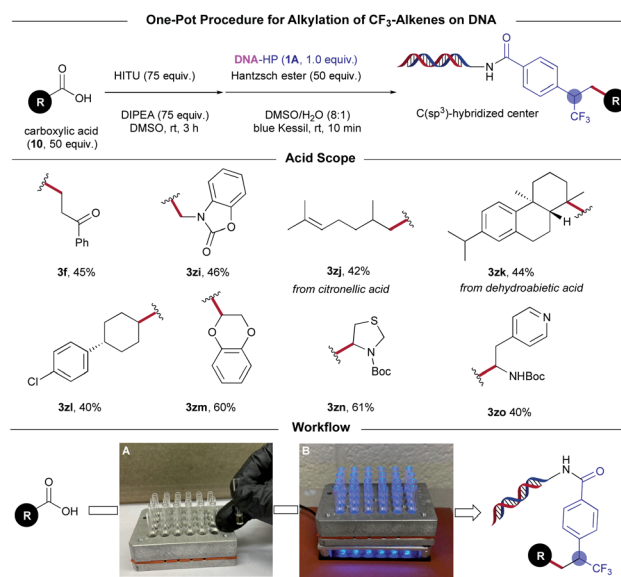 One-Pot Procedure for Alkylation of CF3-Alkenes on DNA
R
O
OH
carboxylic acid
(10, 50 equiv.)
HITU (75 equiv.)
DIPEA (75 equiv.)
DMSO, rt, 3 h
DNA-HP (1A, 1.0 equiv.)
Hantzsch ester (50 equiv.)
DMSO/H2O (8:1)
blue Kessil, rt, 10 min
N
H
O
CF3
R
C(sp3)-hybridized center
Acid Scope
O
Ph
3f, 45%
N
O
O
3zi, 46%
3zj, 42%
from citronellic acid
H
3zk, 44%
from dehydroabietic acid
Cl
3zl, 40%
O
O
3zm, 60%
S
N
Boc
3zn, 61%
N
NHBoc
3zo 40%
Workflow
R
O
OH
A
B
H
N
O
R
CF3